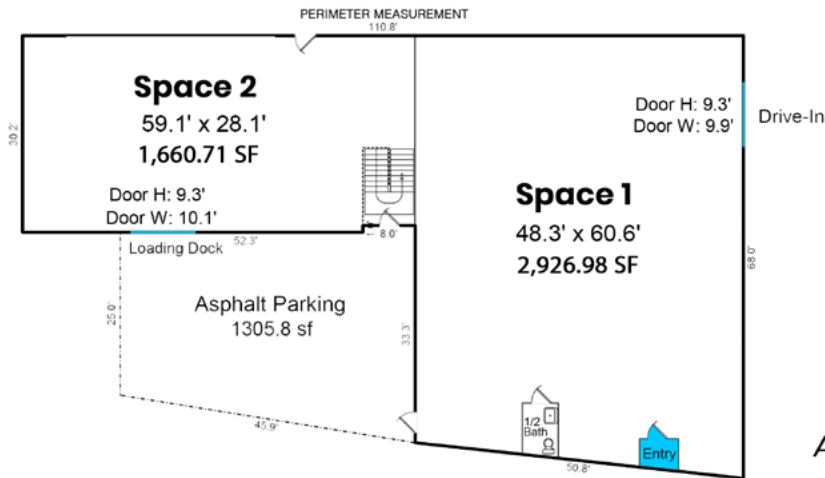 PERIMETER MEASUREMENT
110.8'
Space 2
59.1' x 28.1'
1,660.71 SF
30.2'
Door H: 9.3'
Door W: 10.1'
Loading Dock
52.3'
8.0'
Door H: 9.3'
Door W: 9.9'
Drive-In
Space 1
48.3' x 60.6'
2,926.98 SF
68.0'
Asphalt Parking
1305.8 sf
25.0'
33.3'
45.9'
1/2
Bath
Entry
50.8'
A